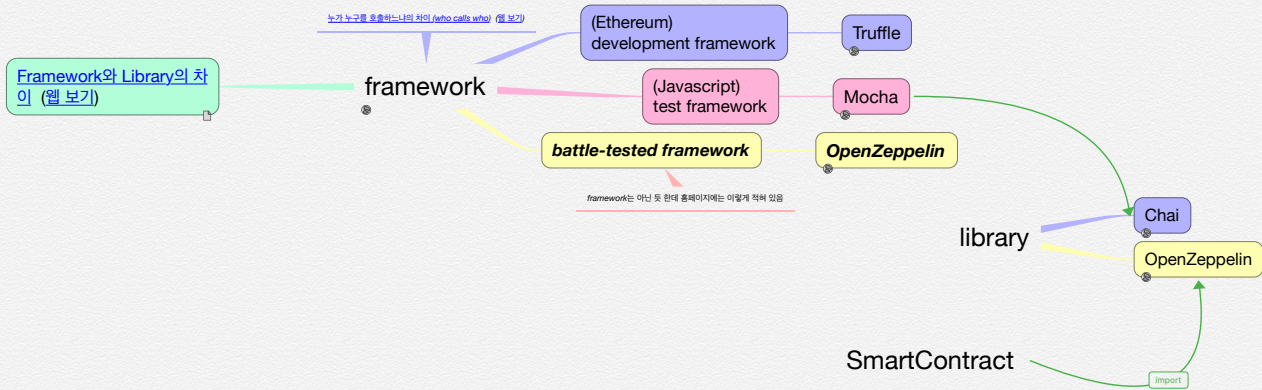 누가 누구를 호출하느냐의 차이 (who calls who) (웹 보기)
(Ethereum)
development framework
Truffle
Framework와 Library의 차
이 (웹 보기)
framework
(Javascript)
test framework
Mocha
battle-tested framework
OpenZeppelin
framework는 아닌 듯 한데 홈페이지에는 이렇게 적혀 있음
library
Chai
OpenZeppelin
SmartContract
import